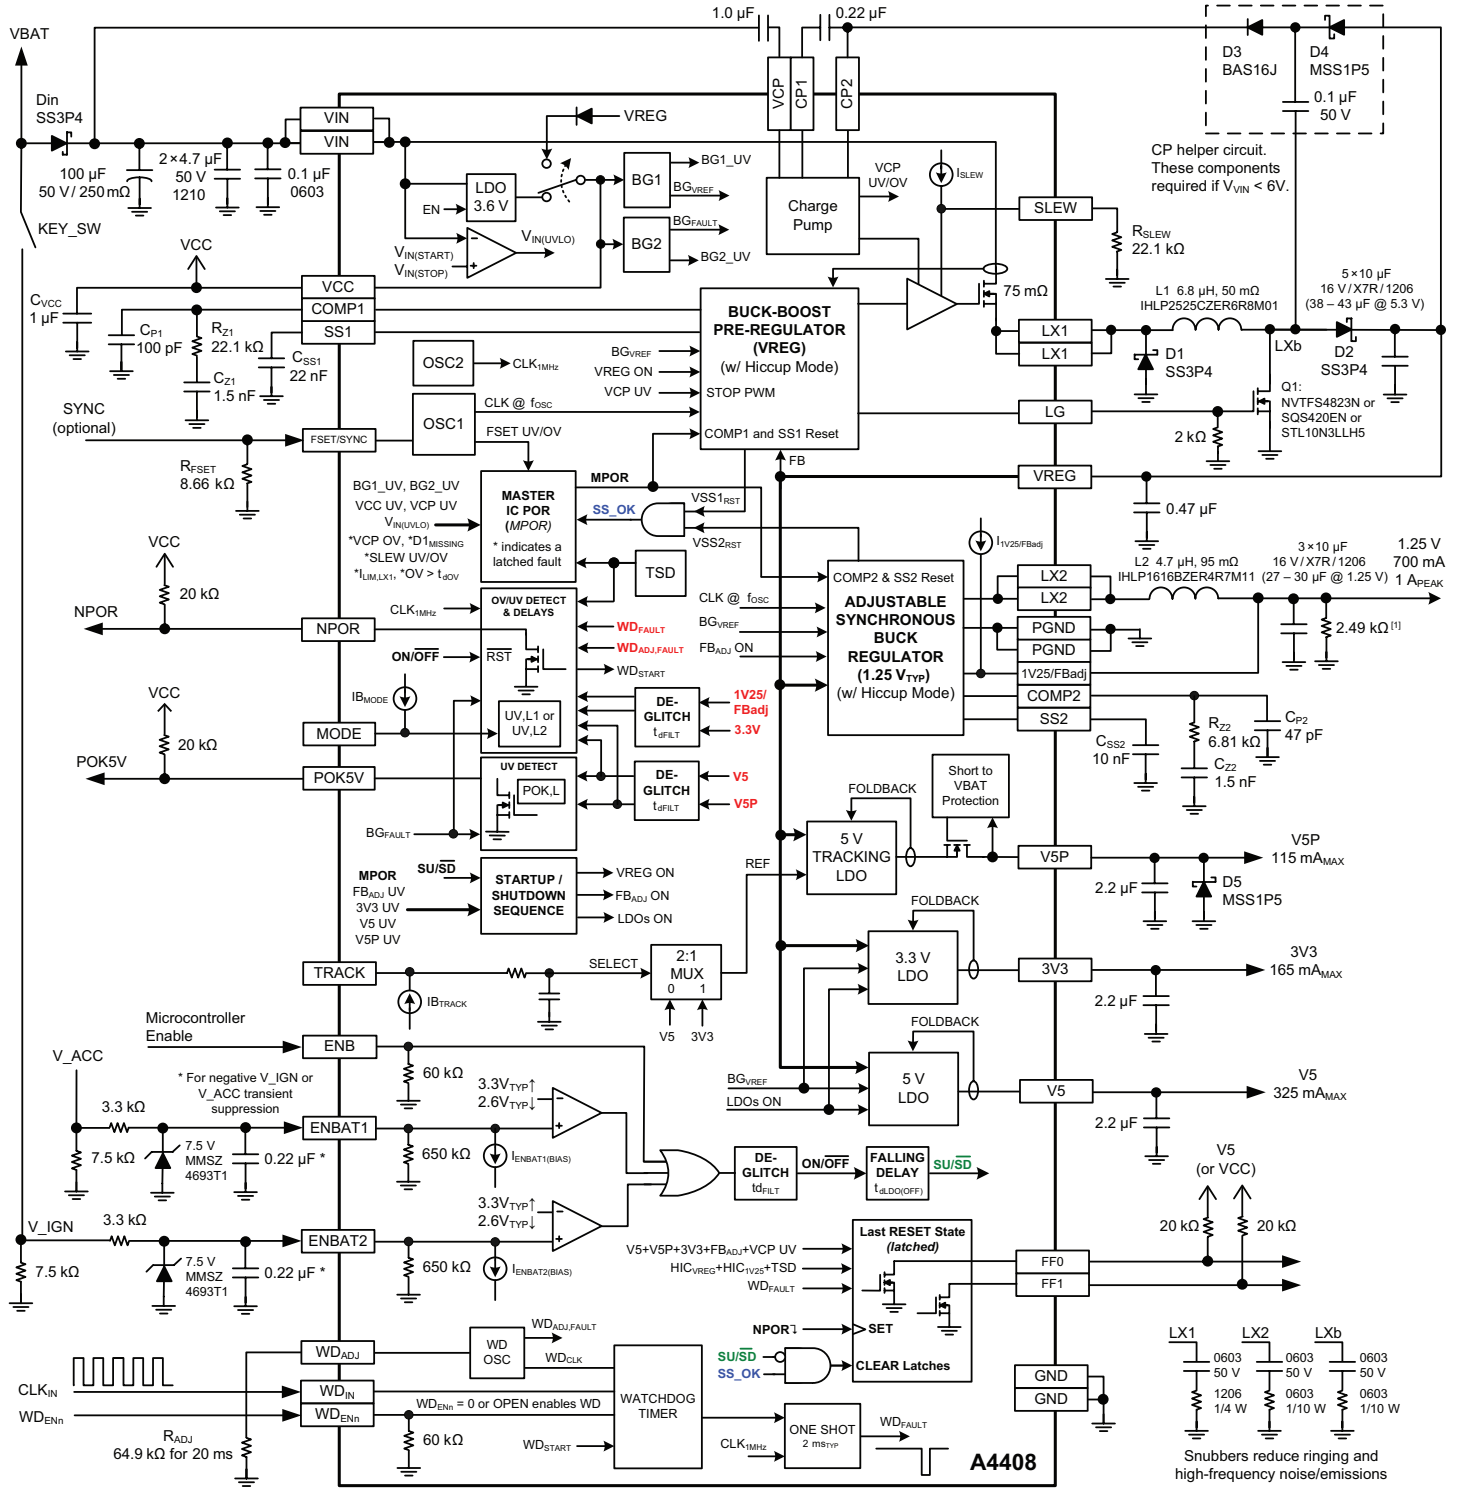 VBAT
Din
SS3P4
100 µF
50 V / 250 mΩ
2 × 4.7 µF
50 V
1210
0.1 µF
0603
KEY_SW
1.0 µF
0.22 µF
VCP
CP1
CP2
D3
BAS16J
D4
MSS1P5
0.1 µF
50 V
CP helper circuit.
These components
required if VVIN < 6V.
VIN
VIN
VREG
LDO
3.6 V
EN
BG1
BG1_UV
BGVREF
BG2
BGFAULT
BG2_UV
VIN(START)
VIN(STOP)
VIN(UVLO)
Charge
Pump
VCP
UV/OV
ISLEW
SLEW
RSLEW
22.1 kΩ
VCC
CVCC
1 µF
VCC
COMP1
SS1
CP1
100 pF
RZ1
22.1 kΩ
CZ1
1.5 nF
CSS1
22 nF
75 mΩ
LX1
LX1
L1 6.8 µH, 50 mΩ
IHLP2525CZER6R8M01
5 × 10 µF
16 V / X7R / 1206
(38 – 43 µF @ 5.3 V)
D1
SS3P4
LXb
D2
SS3P4
BUCK-BOOST
PRE-REGULATOR
(VREG)
(w/ Hiccup Mode)
BGVREF
VREG ON
VCP UV
STOP PWM
COMP1 and SS1 Reset
FB
OSC2
CLK1MHz
OSC1
CLK @ fOSC
FSET UV/OV
SYNC
(optional)
FSET/SYNC
RFSET
8.66 kΩ
LG
2 kΩ
Q1:
NVTFS4823N or
SQS420EN or
STL10N3LLH5
VREG
0.47 µF
BG1_UV, BG2_UV
VCC UV, VCP UV
VIN(UVLO)
*VCP OV, *D1MISSING
*SLEW UV/OV
*ILIM,LX1, *OV > tdOV
MASTER
IC POR
(MPOR)
* indicates a
latched fault
MPOR
SS_OK
VSS1RST
VSS2RST
TSD
I1V25/FBadj
COMP2 & SS2 Reset
CLK @ fOSC
BGVREF
FBADJ ON
ADJUSTABLE
SYNCHRONOUS
BUCK
REGULATOR
(1.25 VTYP)
(w/ Hiccup Mode)
LX2
LX2
PGND
PGND
1V25/FBadj
COMP2
SS2
L2 4.7 µH, 95 mΩ
IHLP1616BZER4R7M11
3 × 10 µF
16 V / X7R / 1206
(27 – 30 µF @ 1.25 V)
1.25 V
700 mA
1 APEAK
2.49 kΩ [1]
CSS2
10 nF
RZ2
6.81 kΩ
CZ2
1.5 nF
CP2
47 pF
VCC
20 kΩ
NPOR
NPOR
CLK1MHz
OV/UV DETECT
& DELAYS
ON/OFF
RST
IBMODE
MODE
UV,L1 or
UV,L2
WDFAULT
WDADJ,FAULT
WDSTART
DE-
GLITCH
tdFILT
1V25/
FBadj
3.3V
VCC
20 kΩ
POK5V
POK5V
UV DETECT
POK,L
BGFAULT
DE-
GLITCH
tdFILT
V5
V5P
FOLDBACK
Short to
VBAT
Protection
5 V
TRACKING
LDO
REF
V5P
V5P
115 mAMAX
2.2 µF
D5
MSS1P5
SU/SD
MPOR
FBADJ UV
3V3 UV
V5 UV
V5P UV
STARTUP /
SHUTDOWN
SEQUENCE
VREG ON
FBADJ ON
LDOs ON
TRACK
IBTRACK
SELECT
2:1
MUX
0 1
V5
3V3
FOLDBACK
3.3 V
LDO
3V3
3V3
165 mAMAX
2.2 µF
FOLDBACK
BGVREF
LDOs ON
5 V
LDO
V5
V5
325 mAMAX
2.2 µF
Microcontroller
Enable
ENB
60 kΩ
V_ACC
* For negative V_IGN or
V_ACC transient
suppression
3.3 kΩ
7.5 kΩ
7.5 V
MMSZ
4693T1
0.22 µF *
ENBAT1
650 kΩ
IENBAT1(BIAS)
3.3VTYP↑
2.6VTYP↓
DE-
GLITCH
tdFILT
ON/OFF
FALLING
DELAY
tdLDO(OFF)
SU/SD
V5
(or VCC)
20 kΩ
20 kΩ
V_IGN
3.3 kΩ
7.5 kΩ
7.5 V
MMSZ
4693T1
0.22 µF *
ENBAT2
650 kΩ
IENBAT2(BIAS)
3.3VTYP↑
2.6VTYP↓
Last RESET State
(latched)
V5+V5P+3V3+FBADJ+VCP UV
HICVREG+HIC1V25+TSD
WDFAULT
NPOR
SET
SU/SD
SS_OK
CLEAR Latches
FF0
FF1
GND
GND
WDADJ
WD
OSC
WDADJ,FAULT
WDCLK
CLKIN
WDIN
WDENn
WDENn
WDENn = 0 or OPEN enables WD
RADJ
64.9 kΩ for 20 ms
60 kΩ
WDSTART
WATCHDOG
TIMER
CLK1MHz
ONE SHOT
2 msTYP
WDFAULT
A4408
LX1
0603
50 V
1206
1/4 W
LX2
0603
50 V
0603
1/10 W
LXb
0603
50 V
0603
1/10 W
Snubbers reduce ringing and
high-frequency noise/emissions